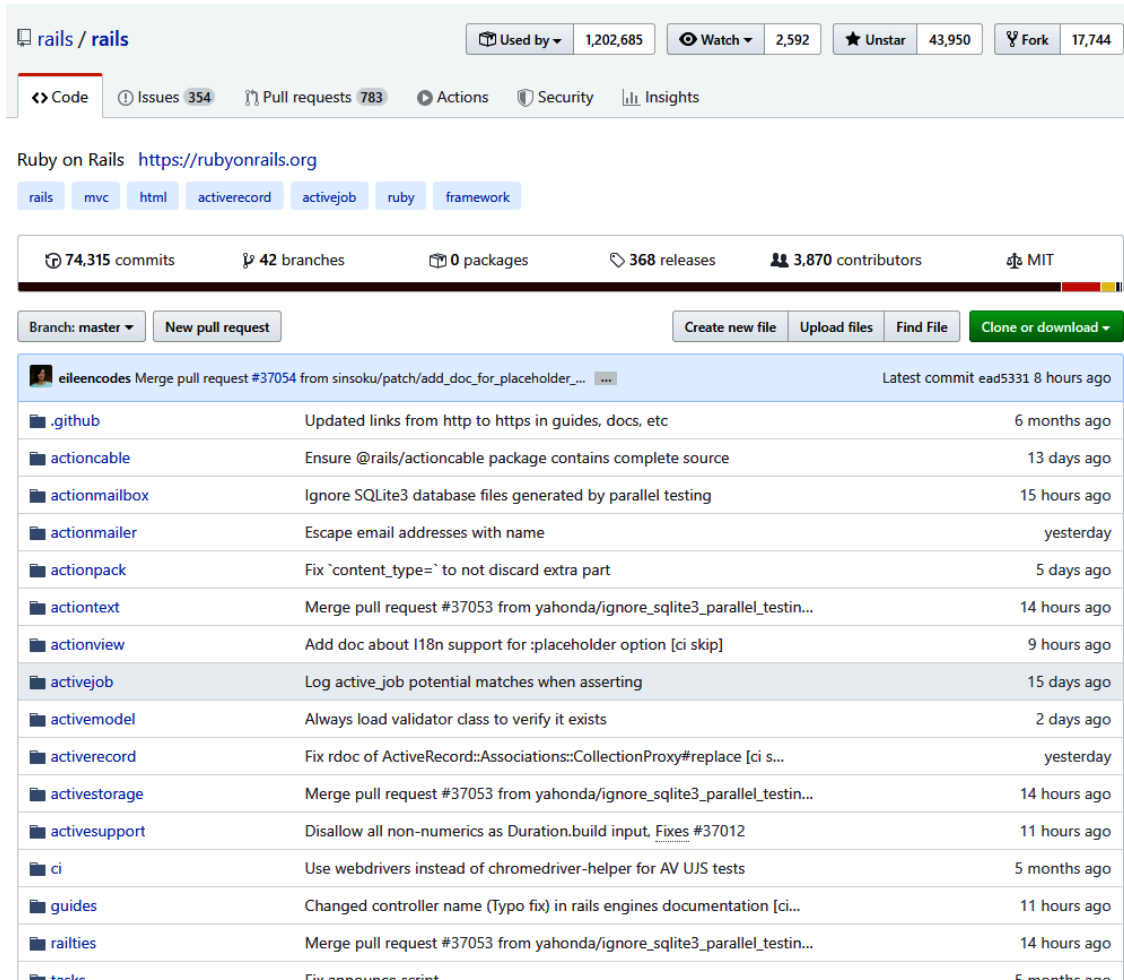 rails / rails Used by 1,202,685 Watch 2,592 Unstar 43,950 Fork 17,744
Code Issues 354 Pull requests 783 Actions Security Insights
Ruby on Rails https://rubyonrails.org
rails mvc html activerecord activejob ruby framework
74,315 commits 42 branches 0 packages 368 releases 3,870 contributors MIT
Branch: master New pull request Create new file Upload files Find File Clone or download
eileencodes Merge pull request #37054 from sinsoku/patch/add_doc_for_placeholder_... ... Latest commit ead5331 8 hours ago
.github Updated links from http to https in guides, docs, etc 6 months ago
actioncable Ensure @rails/actioncable package contains complete source 13 days ago
actionmailbox Ignore SQLite3 database files generated by parallel testing 15 hours ago
actionmailer Escape email addresses with name yesterday
actionpack Fix `content_type=` to not discard extra part 5 days ago
actiontext Merge pull request #37053 from yahonda/ignore_sqlite3_parallel_testin... 14 hours ago
actionview Add doc about I18n support for :placeholder option [ci skip] 9 hours ago
activejob Log active_job potential matches when asserting 15 days ago
activemodel Always load validator class to verify it exists 2 days ago
activerecord Fix rdoc of ActiveRecord::Associations::CollectionProxy#replace [ci s... yesterday
activestorage Merge pull request #37053 from yahonda/ignore_sqlite3_parallel_testin... 14 hours ago
activesupport Disallow all non-numerics as Duration.build input, Fixes #37012 11 hours ago
ci Use webdrivers instead of chromedriver-helper for AV UJS tests 5 months ago
guides Changed controller name (Typo fix) in rails engines documentation [ci... 11 hours ago
railties Merge pull request #37053 from yahonda/ignore_sqlite3_parallel_testin... 14 hours ago
tasks Fix announce script 5 months ago